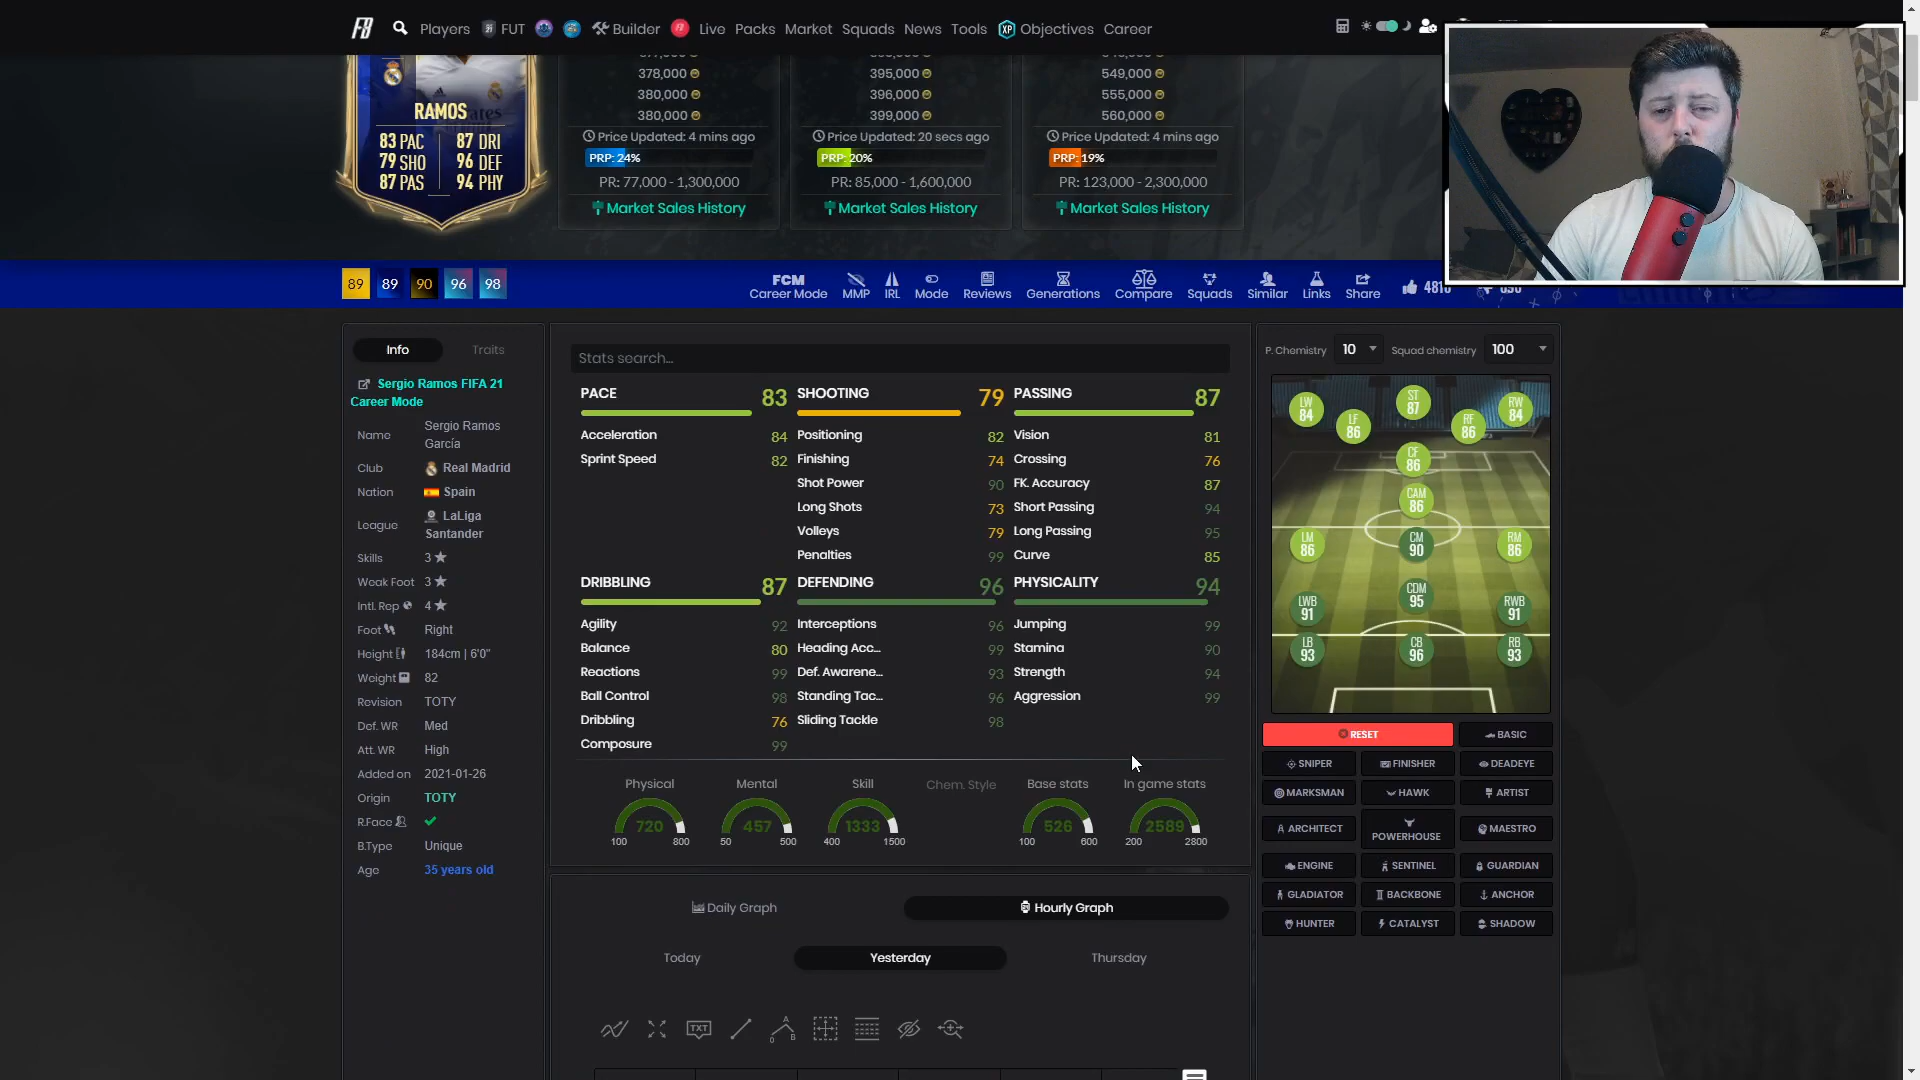 Players FUT Builder Live Packs Market Squads News Tools XP Objectives Career
378,000 395,000 549,000
380,000 396,000 555,000
380,000 399,000 560,000
RAMOS
83 PAC 87 DRI
79 SHO 96 DEF
87 PAS 94 PHY
Price Updated: 4 mins ago
PRP: 24%
PR: 77,000 - 1,300,000
Market Sales History
Price Updated: 20 secs ago
PRP: 20%
PR: 85,000 - 1,600,000
Market Sales History
Price Updated: 4 mins ago
PRP: 19%
PR: 123,000 - 2,300,000
Market Sales History
89 89 90 96 98
FCM
Career Mode MMP IRL Mode Reviews Generations Compare Squads Similar Links Share
Info Traits
Sergio Ramos FIFA 21
Career Mode
Name Sergio Ramos
García
Club Real Madrid
Nation Spain
League LaLiga
Santander
Skills 3
Weak Foot 3
Intl. Rep 4
Foot Right
Height 184cm | 6'0"
Weight 82
Revision TOTY
Def. WR Med
Att. WR High
Added on 2021-01-26
Origin TOTY
R.Face
B.Type Unique
Age 35 years old
Stats search...
PACE 83
Acceleration 84
Sprint Speed 82
SHOOTING 79
Positioning 82
Finishing 74
Shot Power 90
Long Shots 73
Volleys 79
Penalties 99
PASSING 87
Vision 81
Crossing 76
FK. Accuracy 87
Short Passing 94
Long Passing 95
Curve 85
DRIBBLING 87
Agility 92
Balance 80
Reactions 99
Ball Control 98
Dribbling 76
Composure 99
DEFENDING 96
Interceptions 96
Heading Acc... 99
Def. Awarene... 93
Standing Tac... 96
Sliding Tackle 98
PHYSICALITY 94
Jumping 99
Stamina 90
Strength 94
Aggression 99
Physical Mental Skill Chem. Style Base stats In game stats
720 457 1333 526 2589
100 800 50 500 400 1500 100 600 200 2800
Daily Graph Hourly Graph
Today Yesterday Thursday
TXT
P. Chemistry 10 Squad chemistry 100
LW 84
ST 87
RW 84
LF 86
RF 86
CF 86
CAM 86
LM 86
CM 90
RM 86
CDM 95
LWB 91
RWB 91
LB 93
CB 96
RB 93
RESET BASIC
SNIPER FINISHER DEADEYE
MARKSMAN HAWK ARTIST
ARCHITECT POWERHOUSE MAESTRO
ENGINE SENTINEL GUARDIAN
GLADIATOR BACKBONE ANCHOR
HUNTER CATALYST SHADOW